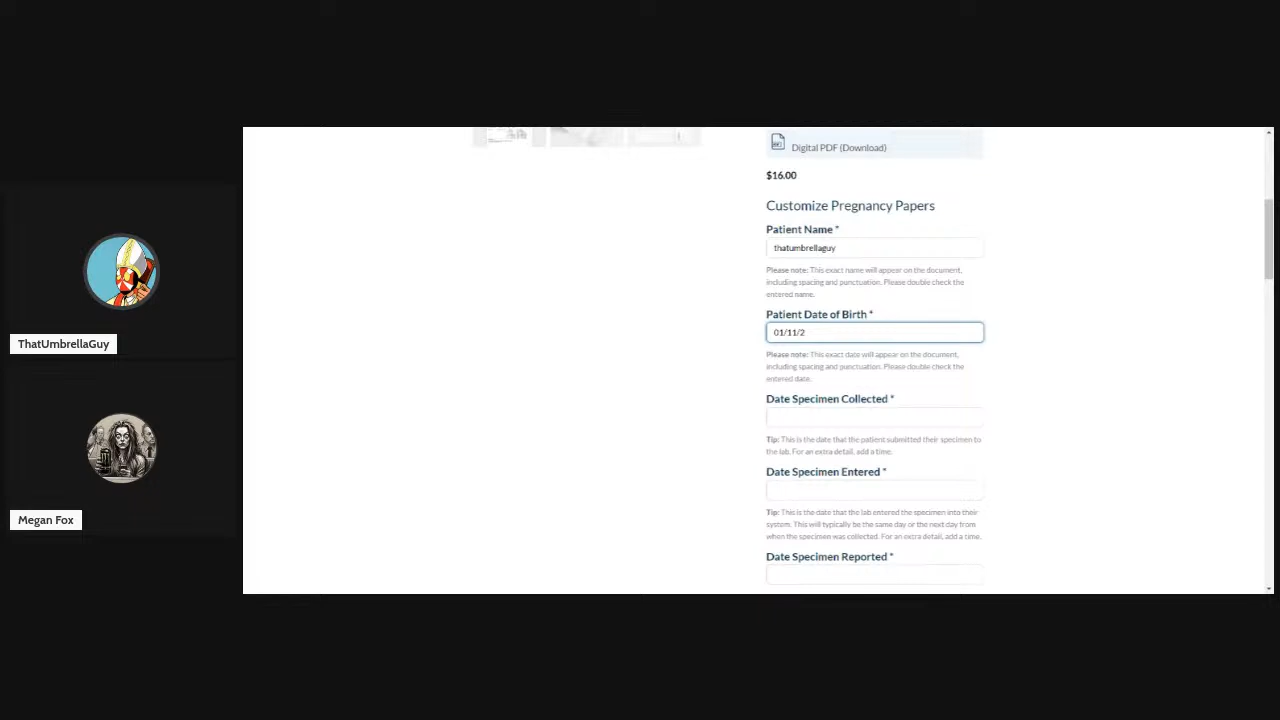 ThatUmbrellaGuy
Megan Fox
Digital PDF (Download)
$16.00
Customize Pregnancy Papers
Patient Name *
thatumbrellaguy
Please note: This exact name will appear on the document,
including spacing and punctuation. Please double check the
entered name.
Patient Date of Birth *
01/11/2
Please note: This exact date will appear on the document,
including spacing and punctuation. Please double check the
entered date.
Date Specimen Collected *
Tip: This is the date that the patient submitted their specimen to
the lab. For an extra detail, add a time.
Date Specimen Entered *
Tip: This is the date that the lab entered the specimen into their
system. This will typically be the same day or the next day from
when the specimen was collected. For an extra detail, add a time.
Date Specimen Reported *